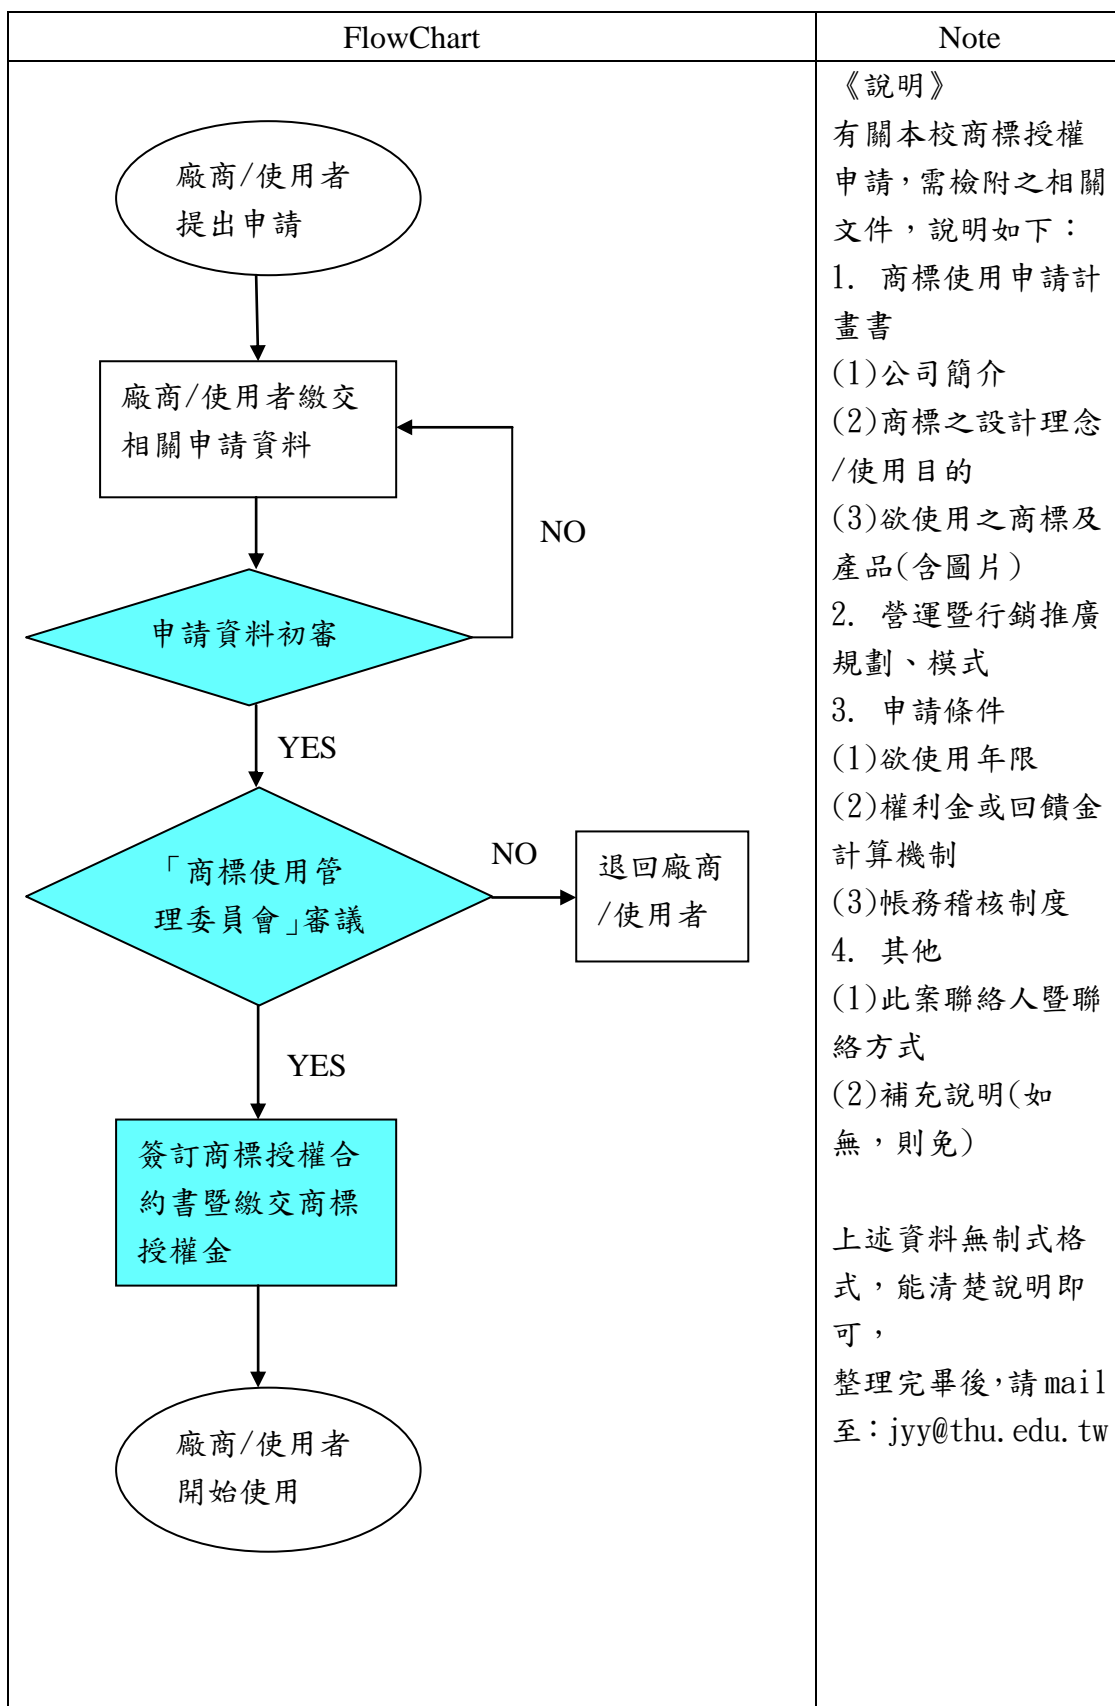 FlowChart
Note
廠商/使用者
提出申請
廠商/使用者繳交
相關申請資料
NO
申請資料初審
YES
「商標使用管
理委員會」審議
NO
退回廠商
/使用者
YES
簽訂商標授權合
約書暨繳交商標
授權金
廠商/使用者
開始使用
《說明》
有關本校商標授權
申請，需檢附之相關
文件，說明如下：
1. 商標使用申請計
畫書
(1)公司簡介
(2)商標之設計理念
/使用目的
(3)欲使用之商標及
產品(含圖片)
2. 營運暨行銷推廣
規劃、模式
3. 申請條件
(1)欲使用年限
(2)權利金或回饋金
計算機制
(3)帳務稽核制度
4. 其他
(1)此案聯絡人暨聯
絡方式
(2)補充說明(如
無，則免)
上述資料無制式格
式，能清楚說明即
可，
整理完畢後，請 mail
至：jyy@thu.edu.tw